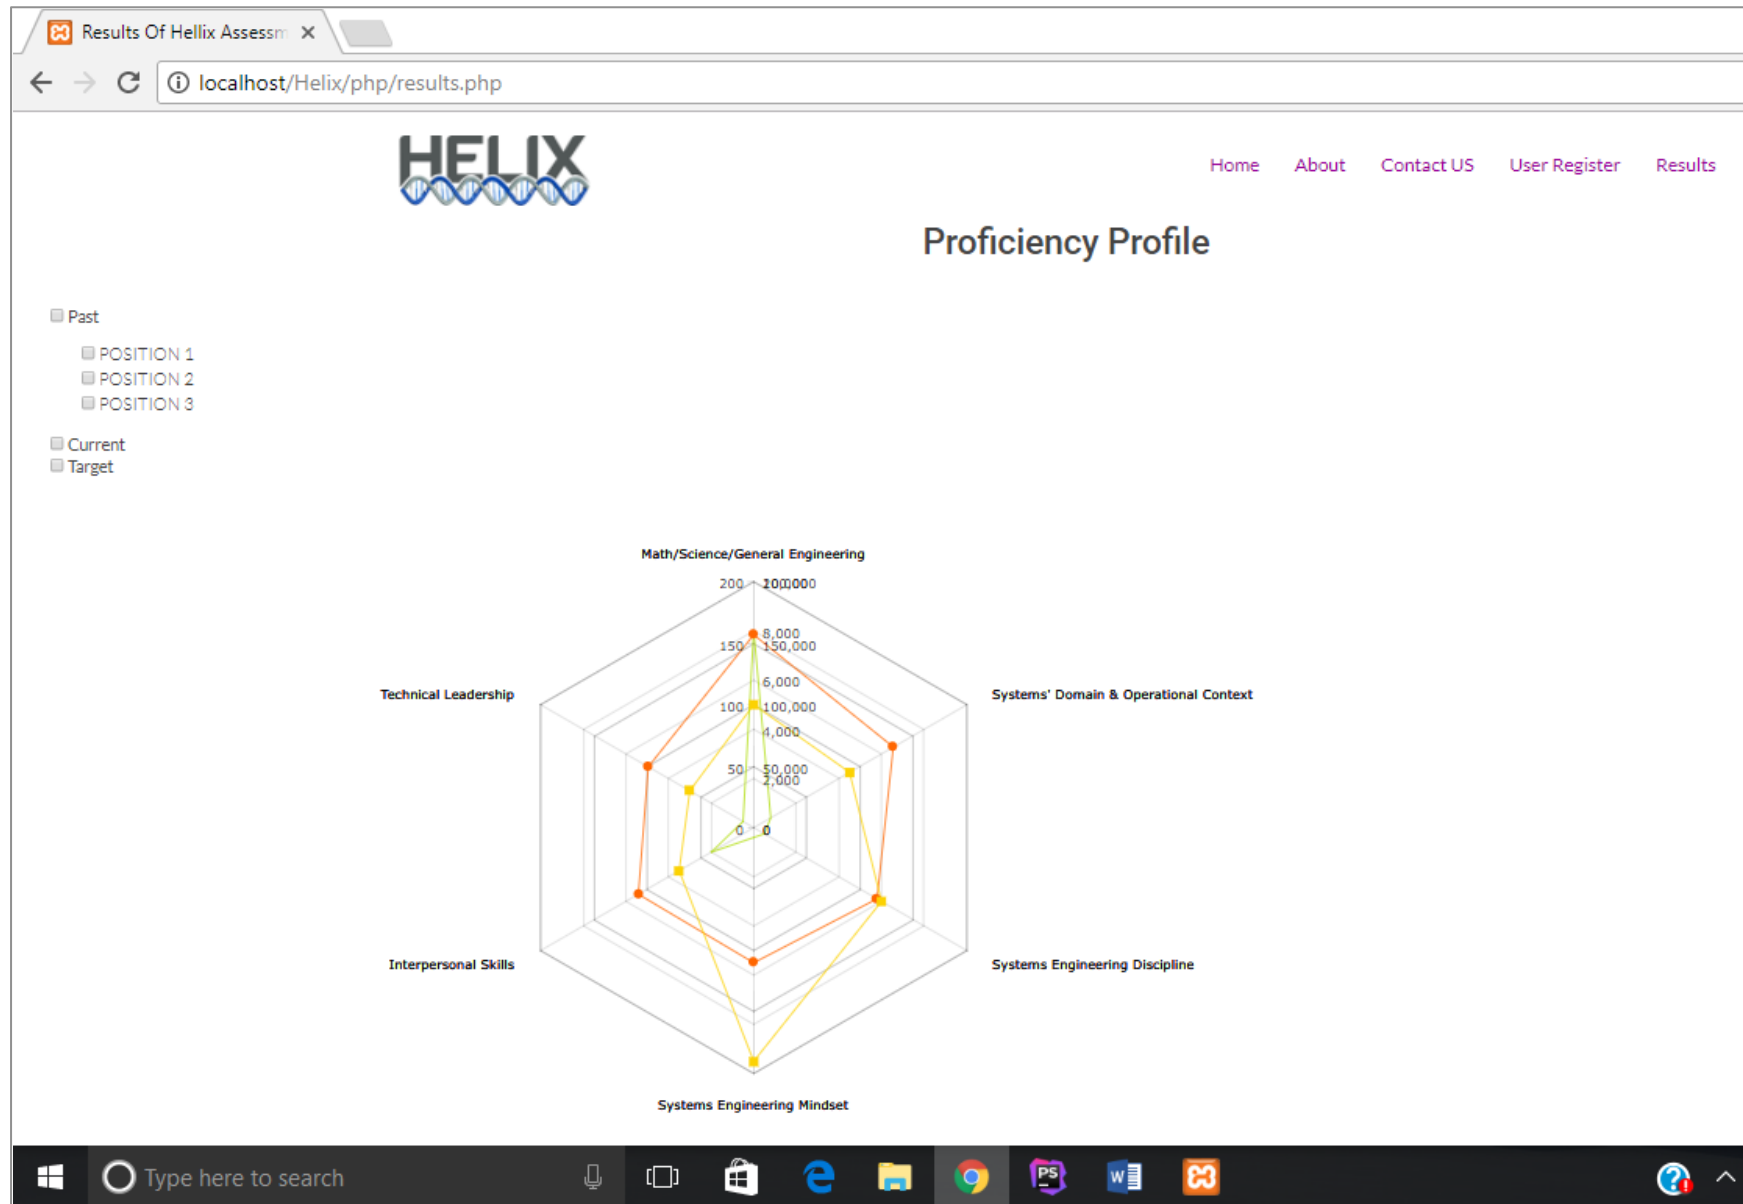 Results Of Hellix Assessm
localhost/Helix/php/results.php
HELIX
Home About Contact US User Register Results
Proficiency Profile
Past
POSITION 1
POSITION 2
POSITION 3
Current
Target
Math/Science/General Engineering
200 10,000
8,000
150 150,000
6,000
100 100,000
Technical Leadership
Systems' Domain & Operational Context
4,000
50 50,000
2,000
0 0
Interpersonal Skills
Systems Engineering Discipline
Systems Engineering Mindset
Type here to search
PS
W